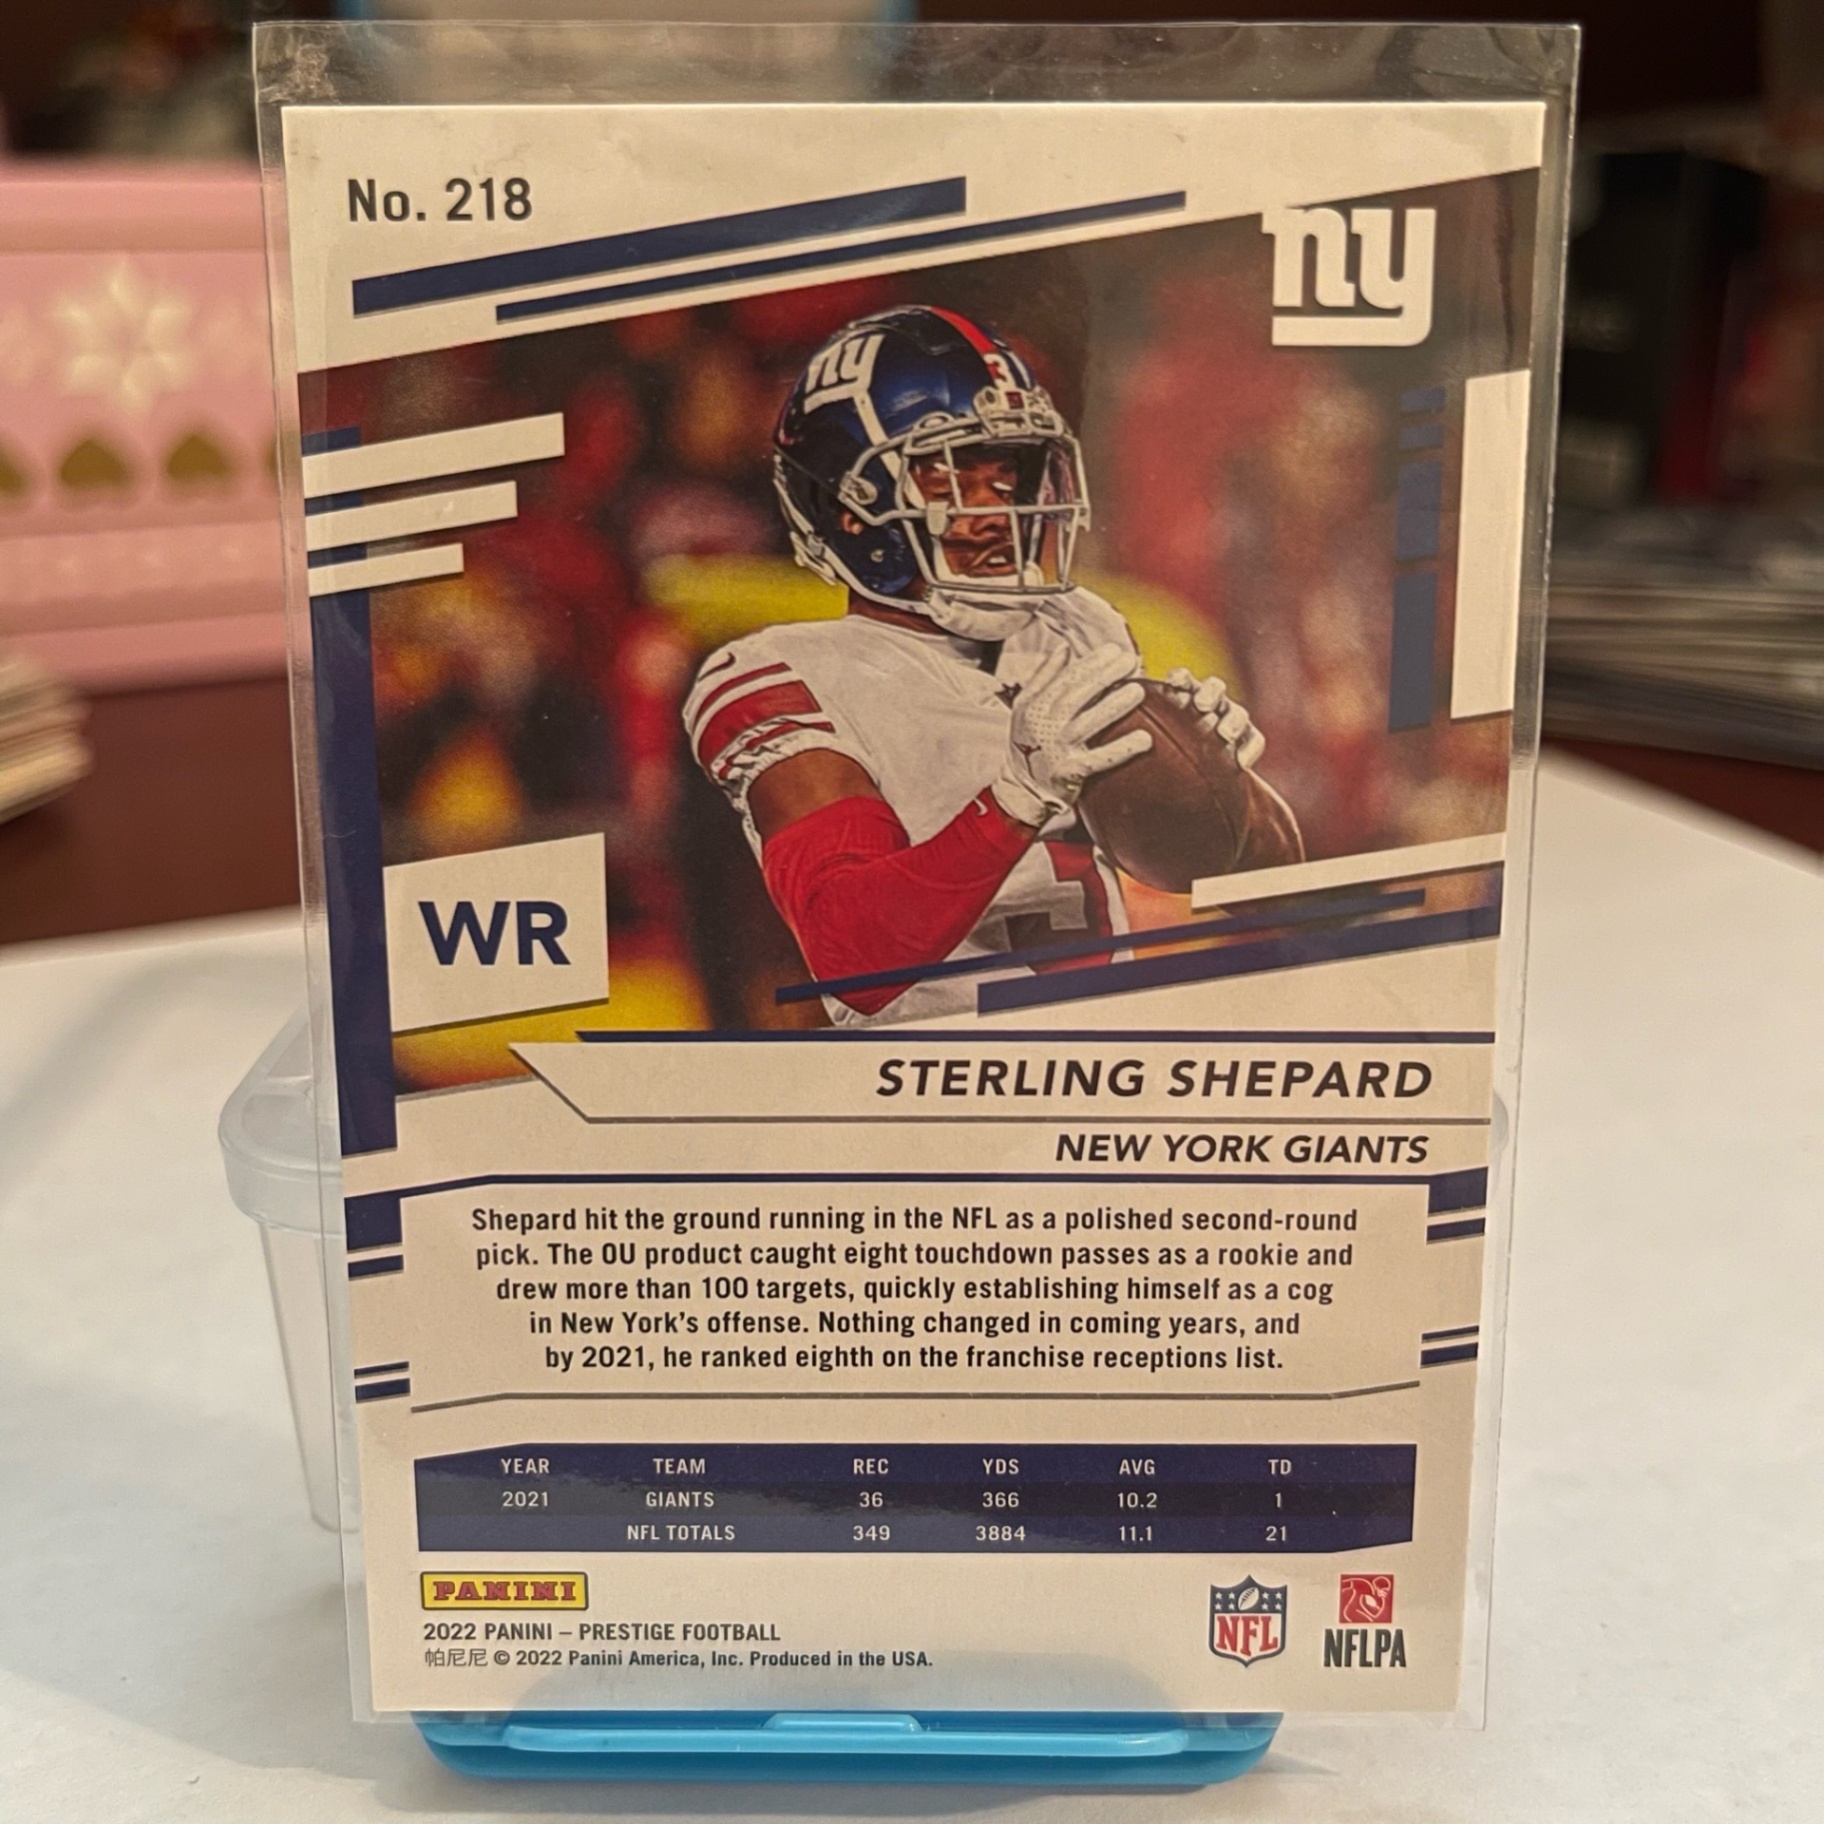 No. 218
ny
ny
3
WR
STERLING SHEPARD
NEW YORK GIANTS
Shepard hit the ground running in the NFL as a polished second-round
pick. The OU product caught eight touchdown passes as a rookie and
drew more than 100 targets, quickly establishing himself as a cog
in New York's offense. Nothing changed in coming years, and
by 2021, he ranked eighth on the franchise receptions list.
YEAR TEAM REC YDS AVG TD
2021 GIANTS 36 366 10.2 1
NFL TOTALS 349 3884 11.1 21
PANINI
2022 PANINI – PRESTIGE FOOTBALL
帕尼尼 © 2022 Panini America, Inc. Produced in the USA.
NFL
NFLPA